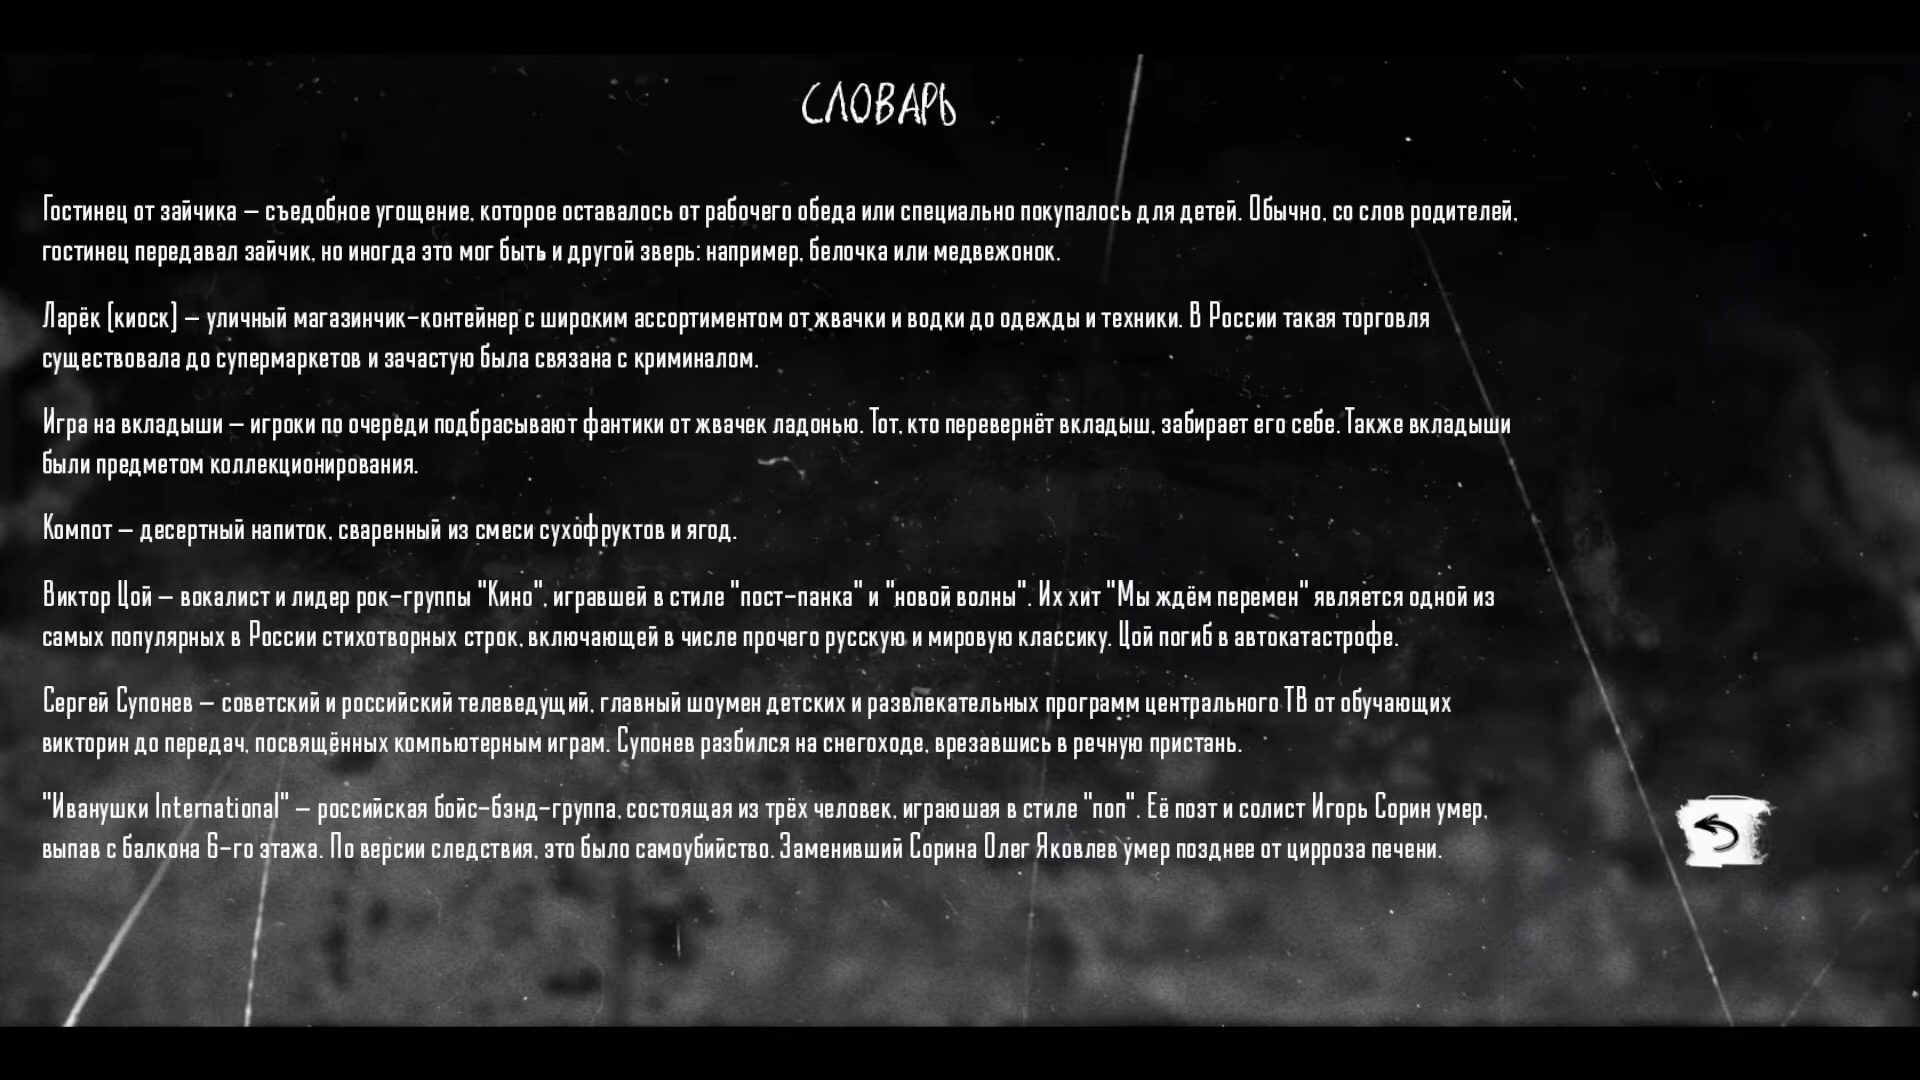 СЛОВАРЬ
Гостинец от зайчика – съедобное угощение, которое оставалось от рабочего обеда или специально покупалось для детей. Обычно, со слов родителей,
гостинец передавал зайчик, но иногда это мог быть и другой зверь: например, белочка или медвежонок.
Ларёк (киоск) – уличный магазинчик-контейнер с широким ассортиментом от жвачки и водки до одежды и техники. В России такая торговля
существовала до супермаркетов и зачастую была связана с криминалом.
Игра на вкладыши – игроки по очереди подбрасывают фантики от жвачек ладонью. Тот, кто перевернёт вкладыш, забирает его себе. Также вкладыши
были предметом коллекционирования.
Компот – десертный напиток, сваренный из смеси сухофруктов и ягод.
Виктор Цой – вокалист и лидер рок-группы "Кино", игравшей в стиле "пост-панка" и "новой волны". Их хит "Мы ждём перемен" является одной из
самых популярных в России стихотворных строк, включающей в числе прочего русскую и мировую классику. Цой погиб в автокатастрофе.
Сергей Супонев – советский и российский телеведущий, главный шоумен детских и развлекательных программ центрального ТВ от обучающих
викторин до передач, посвящённых компьютерным играм. Супонев разбился на снегоходе, врезавшись в речную пристань.
"Иванушки International" – российская бойс-бэнд-группа, состоящая из трёх человек, играюшая в стиле "поп". Её поэт и солист Игорь Сорин умер,
выпав с балкона 6-го этажа. По версии следствия, это было самоубийство. Заменивший Сорина Олег Яковлев умер позднее от цирроза печени.